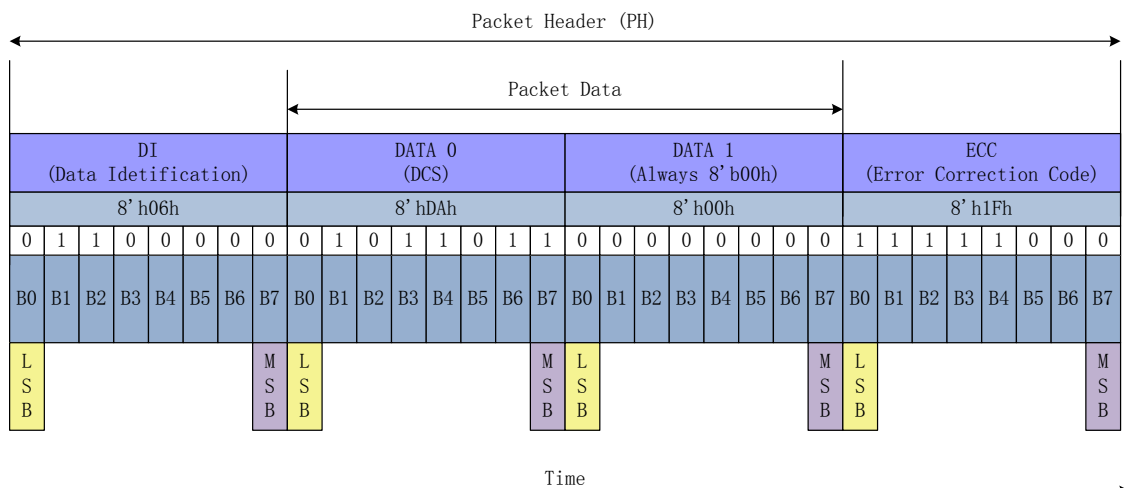 Packet Header (PH)
Packet Data
DI
(Data Idetification)
DATA 0
(DCS)
DATA 1
(Always 8'b00h)
ECC
(Error Correction Code)
8'h06h
8'hDAh
8'h00h
8'h1Fh
0 1 1 0 0 0 0 0 0 1 0 1 1 0 1 1 0 0 0 0 0 0 0 0 1 1 1 1 1 0 0 0
B0 B1 B2 B3 B4 B5 B6 B7 B0 B1 B2 B3 B4 B5 B6 B7 B0 B1 B2 B3 B4 B5 B6 B7 B0 B1 B2 B3 B4 B5 B6 B7
L M L M L M L M
S S S S S S S S
B B B B B B B B
Time